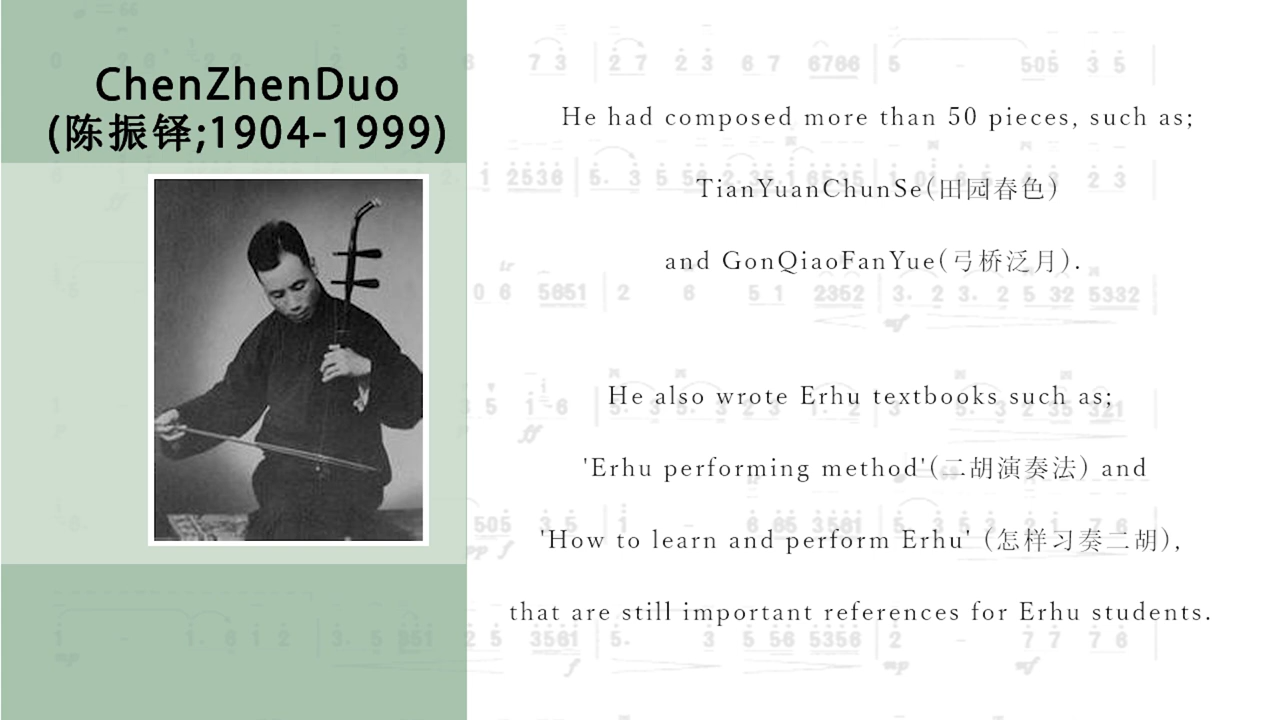 ChenZhenDuo
(陈振铎;1904-1999)
He had composed more than 50 pieces, such as;
TianYuanChunSe(田园春色)
and GonQiaoFanYue(弓桥泛月).
He also wrote Erhu textbooks such as;
'Erhu performing method'(二胡演奏法) and
'How to learn and perform Erhu' (怎样习奏二胡),
that are still important references for Erhu students.